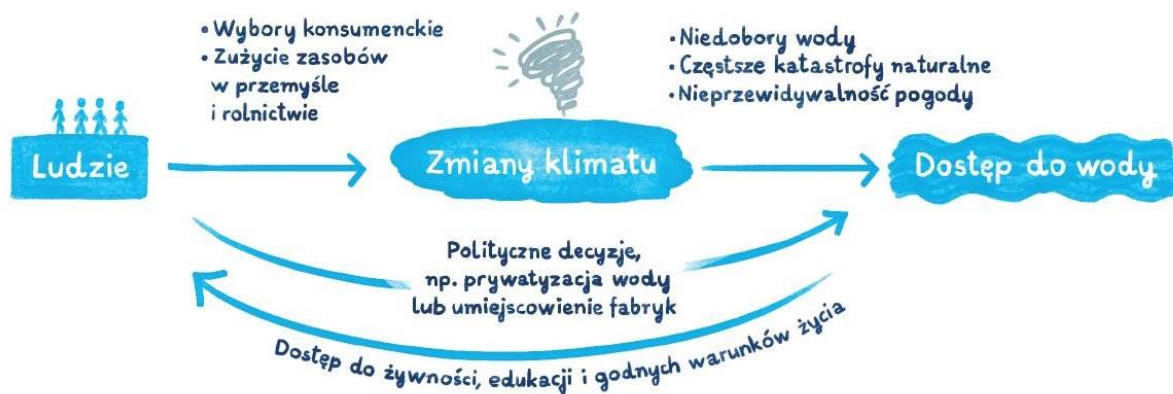 • Wybory konsumenckie
• Zużycie zasobów
w przemyśle
i rolnictwie
• Niedobory wody
• Częstsze katastrofy naturalne
• Nieprzewidywalność pogody
Ludzie
Zmiany klimatu
Dostęp do wody
Polityczne decyzje,
np. prywatyzacja wody
lub umiejscowienie fabryk
Dostęp do żywności, edukacji i godnych warunków życia